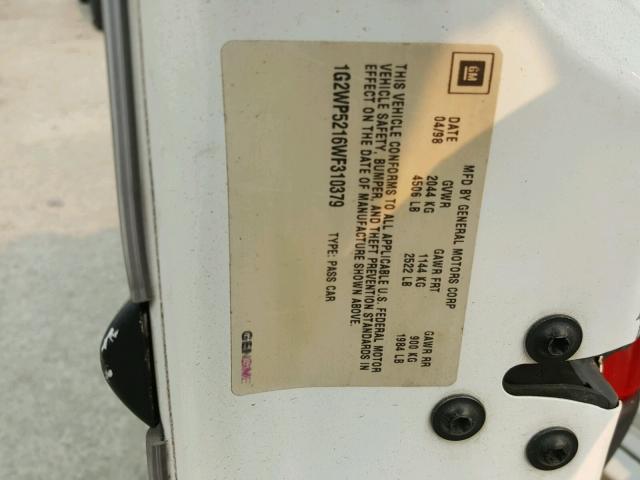 GM
MFD BY GENERAL MOTORS CORP
DATE GVWR GAWR FRT GAWR RR
04/98 2044 KG 1144 KG 900 KG
4506 LB 2522 LB 1984 LB
THIS VEHICLE CONFORMS TO ALL APPLICABLE U.S. FEDERAL MOTOR
VEHICLE SAFETY, BUMPER, AND THEFT PREVENTION STANDARDS IN
EFFECT ON THE DATE OF MANUFACTURE SHOWN ABOVE.
1G2WP5216WF310379 TYPE: PASS CAR